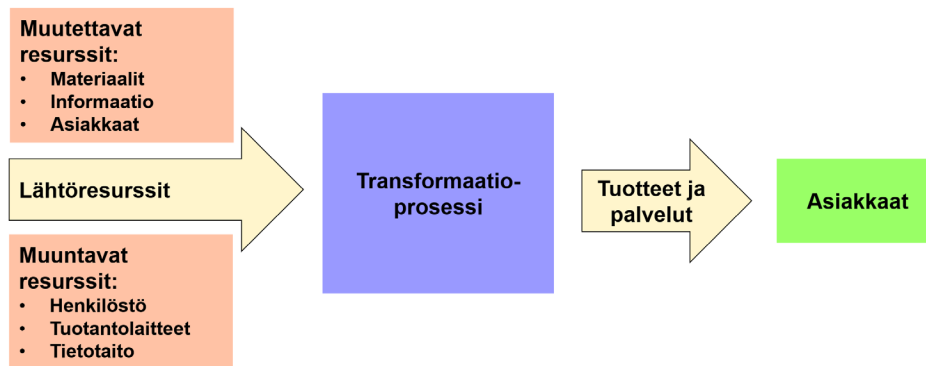 Muutettavat
resurssit:
• Materiaalit
• Informaatio
• Asiakkaat
Lähtöresurssit
Muuntavat
resurssit:
• Henkilöstö
• Tuotantolaitteet
• Tietotaito
Transformaatio-
prosessi
Tuotteet ja
palvelut
Asiakkaat